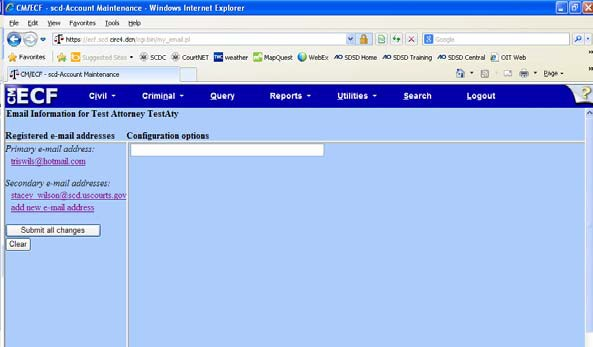 CM/ECF - scd-Account Maintenance - Windows Internet Explorer
File Edit View Favorites Tools Help
https://ecf.scd.circ4.dcn/cgi-bin/my_email.pl Google
Favorites Suggested Sites SCDC CourtNET TWC weather MapQuest WebEx SDSD Home AO SDSD Training AO SDSD Central OIT Web
CM/ECF - scd-Account Maintenance Page
CM ECF Civil Criminal Query Reports Utilities Search Logout ?
Email Information for Test Attorney TestAty
Registered e-mail addresses Configuration options
Primary e-mail address:
triswils@hotmail.com
Secondary e-mail addresses:
stacey_wilson@scd.uscourts.gov
add new e-mail address
Submit all changes
Clear